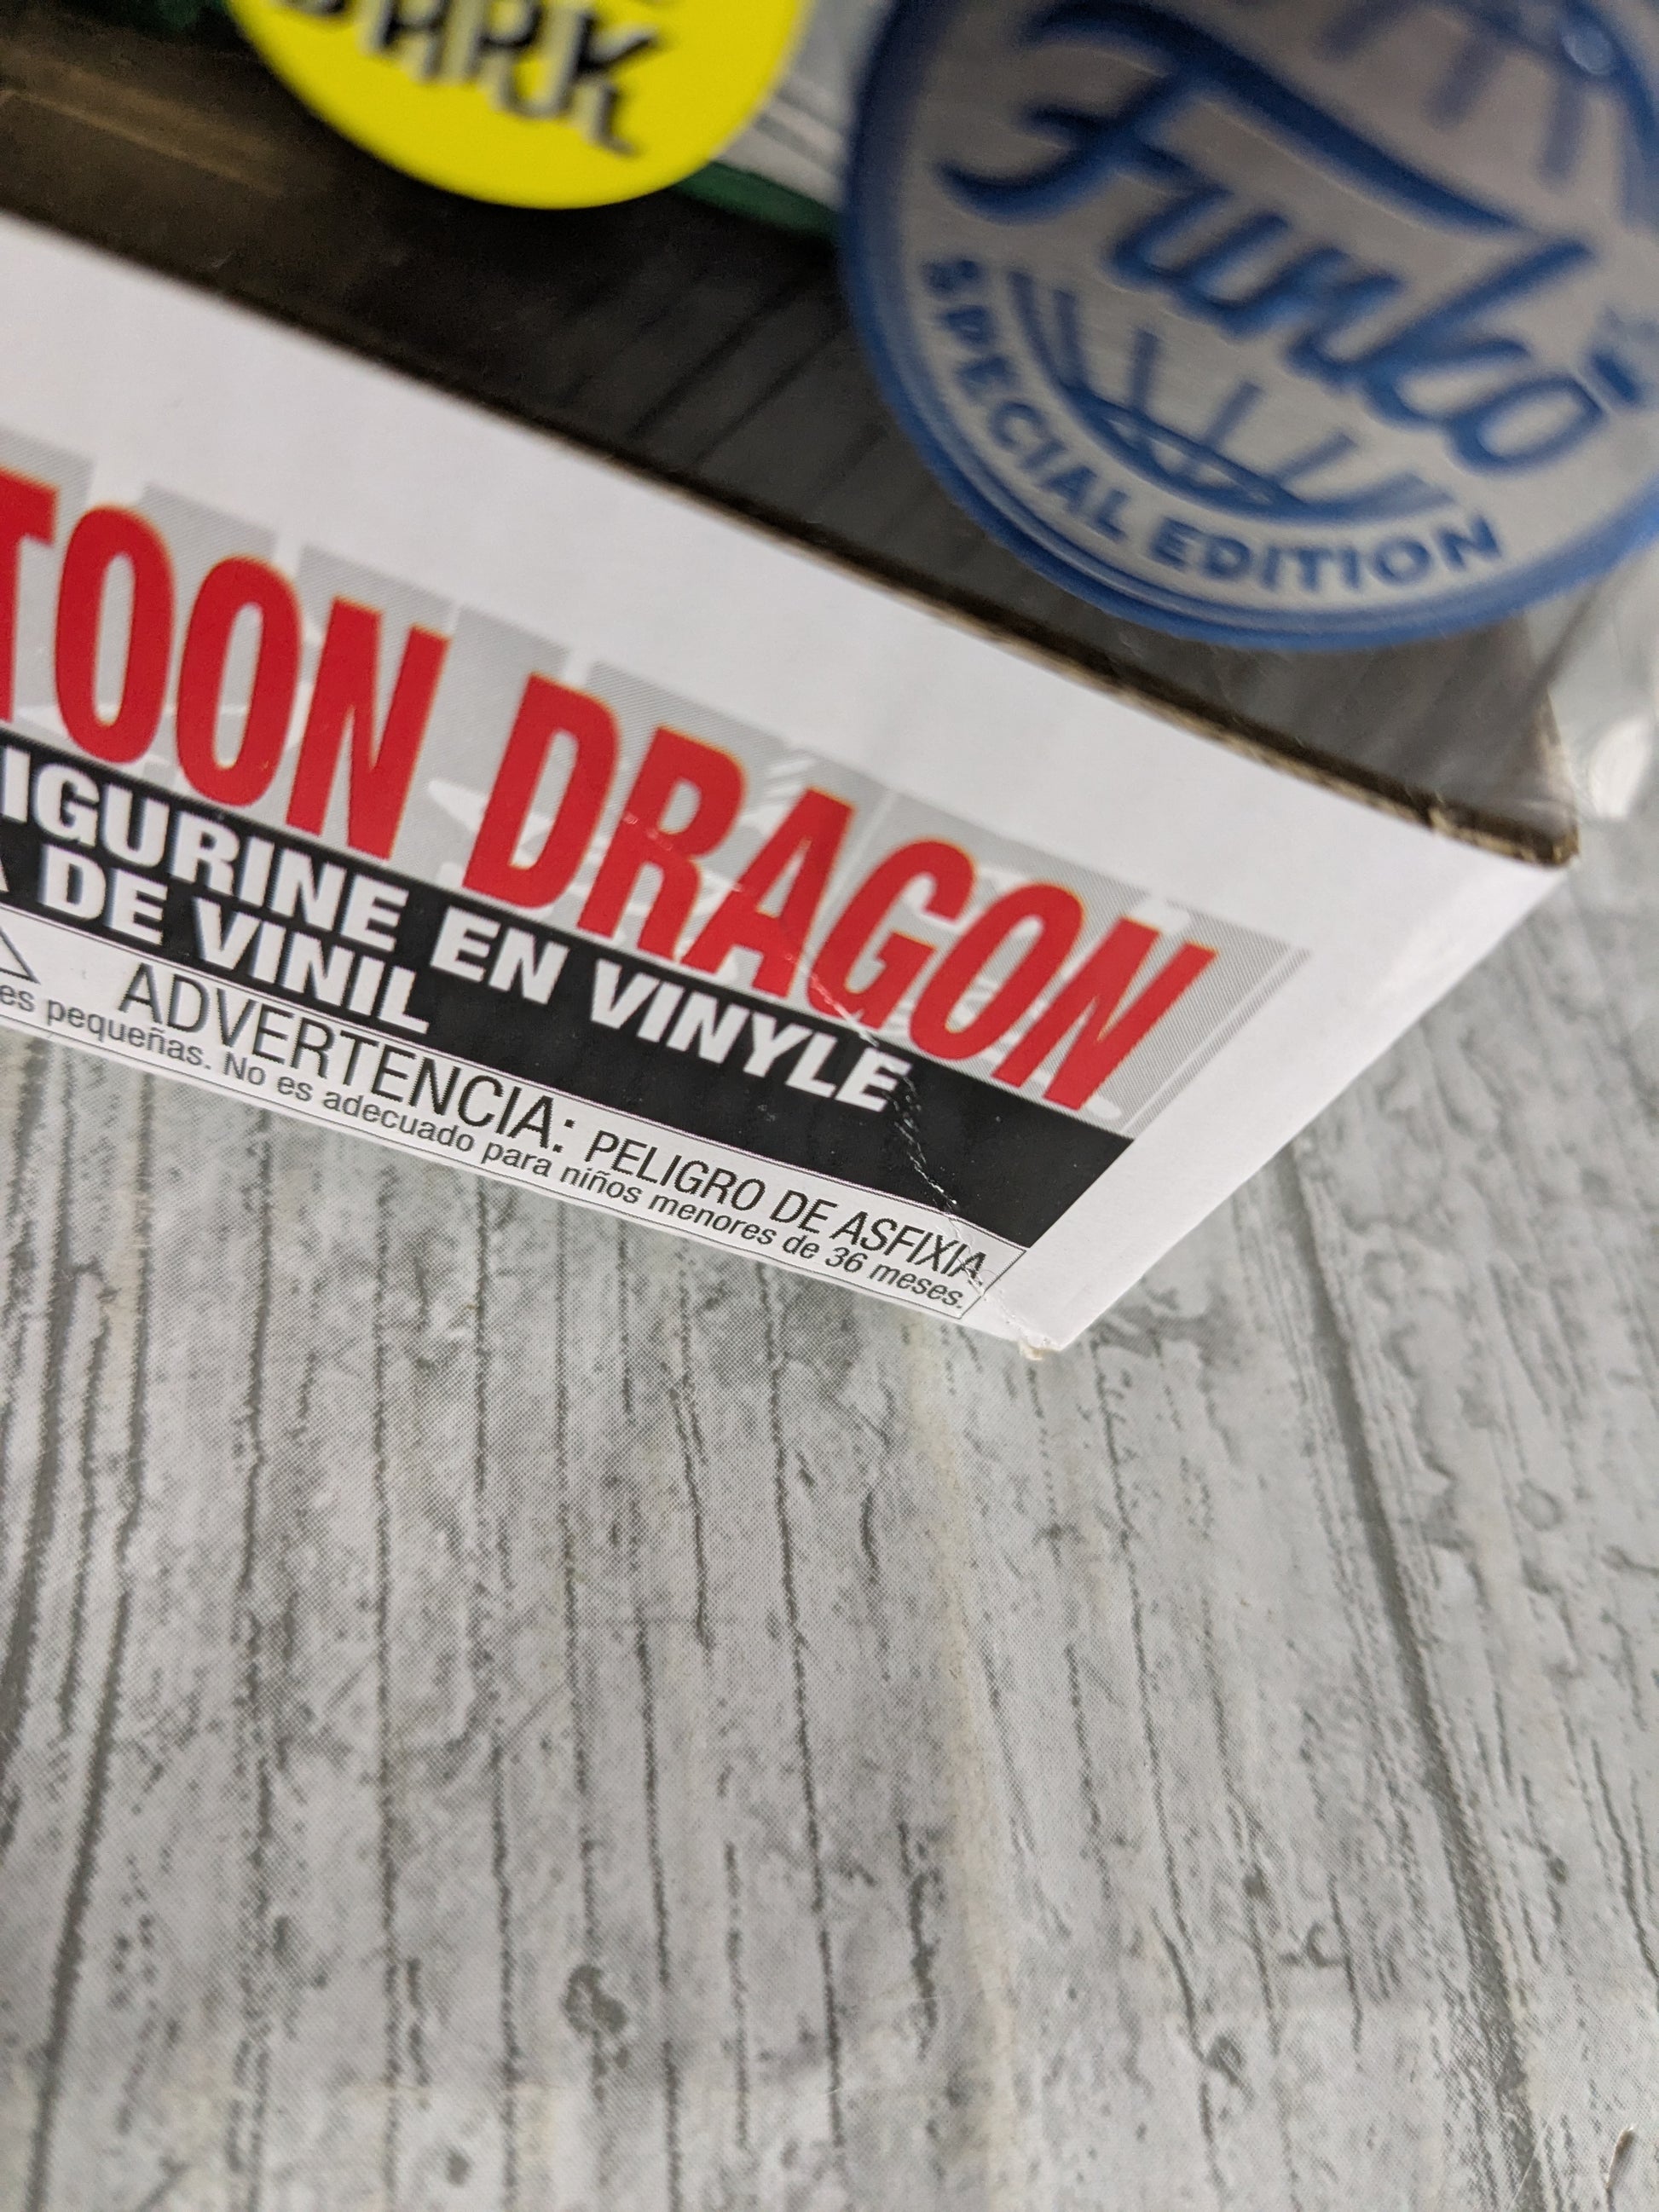 DARK
Funko
SPECIAL EDITION
TOON DRAGON
IGURINE EN VINYLE
DE VINIL
ADVERTENCIA: PELIGRO DE ASFIXIA.
es pequeñas. No es adecuado para niños menores de 36 meses.